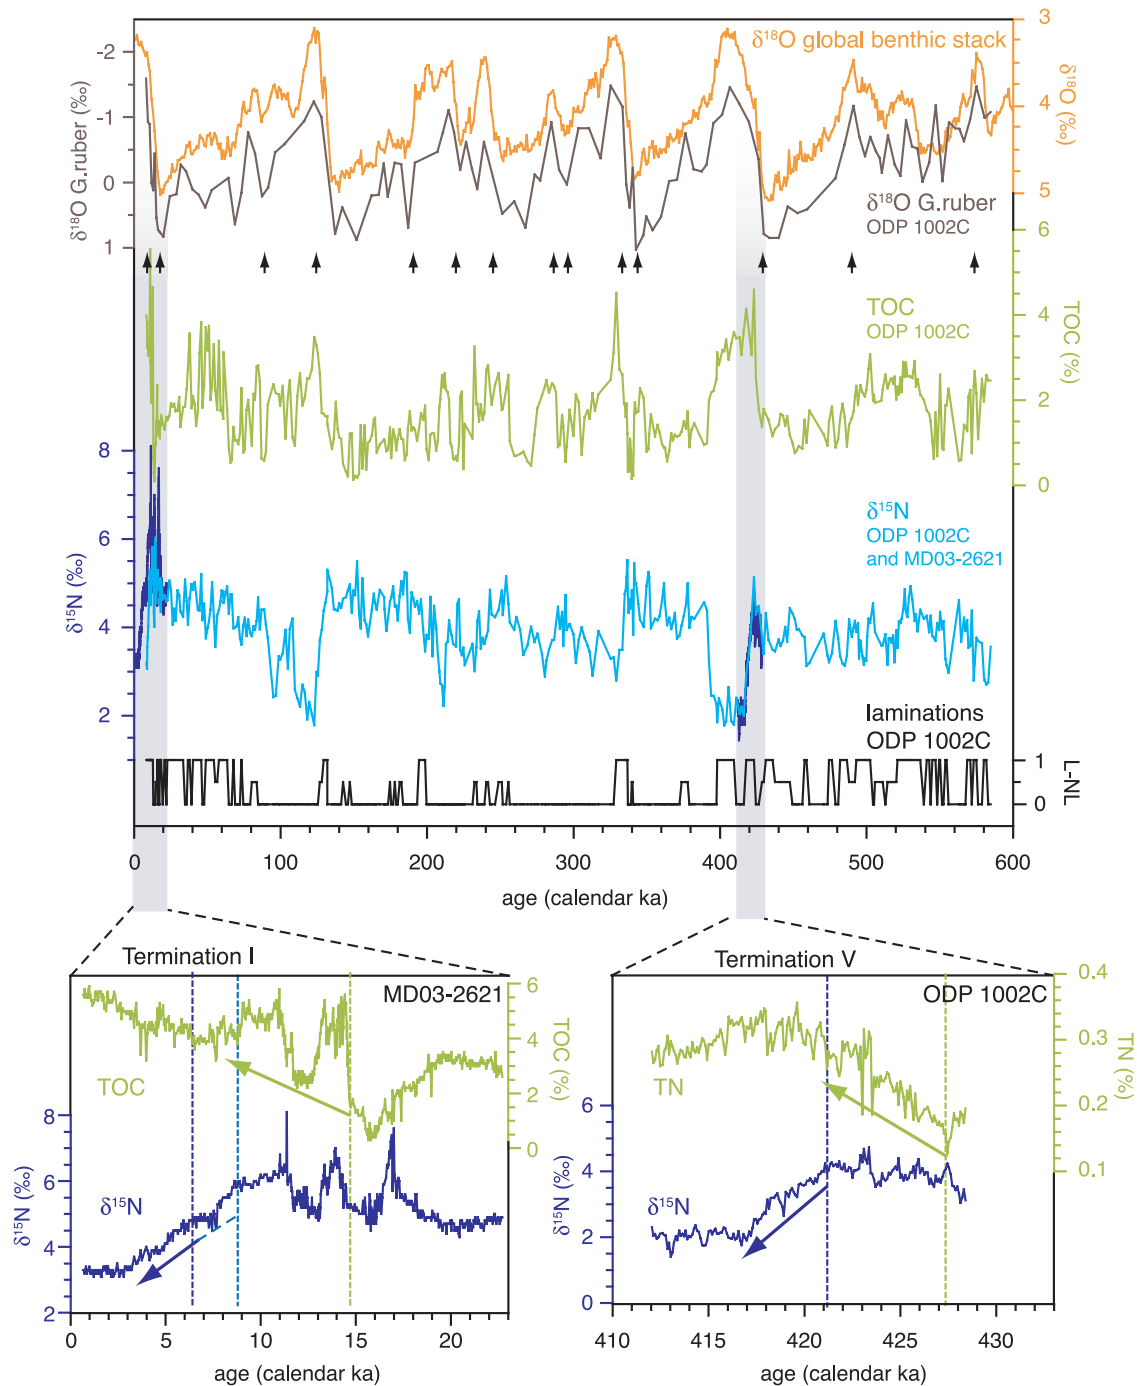 δ18O global benthic stack
3
4
5
δ18O (‰)
-2
-1
0
1
δ18O G.ruber (‰)
δ18O G.ruber
ODP 1002C
6
4
2
0
TOC (%)
TOC
ODP 1002C
8
6
4
2
δ15N (‰)
δ15N
ODP 1002C
and MD03-2621
laminations
ODP 1002C
1
0
L-NL
0 100 200 300 400 500 600
age (calendar ka)
Termination I
MD03-2621
6
4
2
0
TOC (%)
TOC
8
6
4
2
δ15N (‰)
δ15N
0 5 10 15 20
age (calendar ka)
Termination V
ODP 1002C
0.4
0.3
0.2
0.1
TN (%)
TN
6
4
2
0
δ15N (‰)
δ15N
410 415 420 425 430
age (calendar ka)